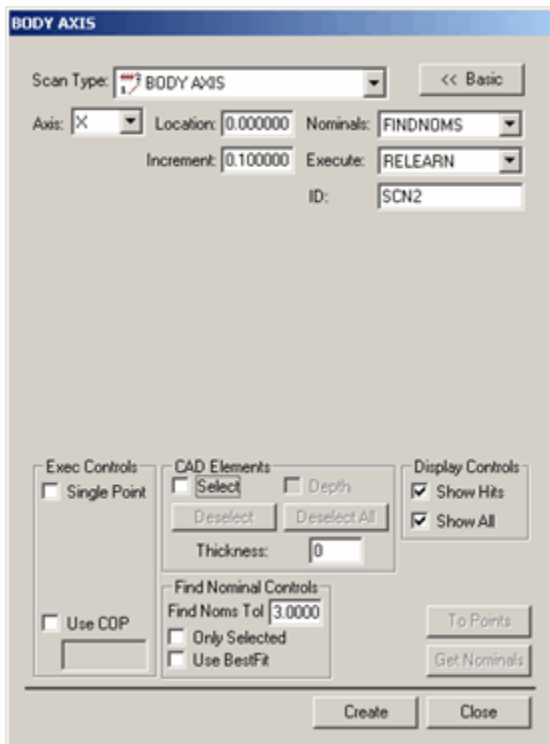 BODY AXIS
Scan Type: BODY AXIS << Basic
Axis: X Location: 0.000000 Nominals: FINDNOMS
Increment: 0.100000 Execute: RELEARN
ID: SCN2
Exec Controls CAD Elements Display Controls
Single Point Select Depth Show Hits
Deselect Deselect All Show All
Thickness: 0
Find Nominal Controls
Use COP Find Noms Tol 3.0000 To Points
Only Selected
Use BestFit Get Nominals
Create Close